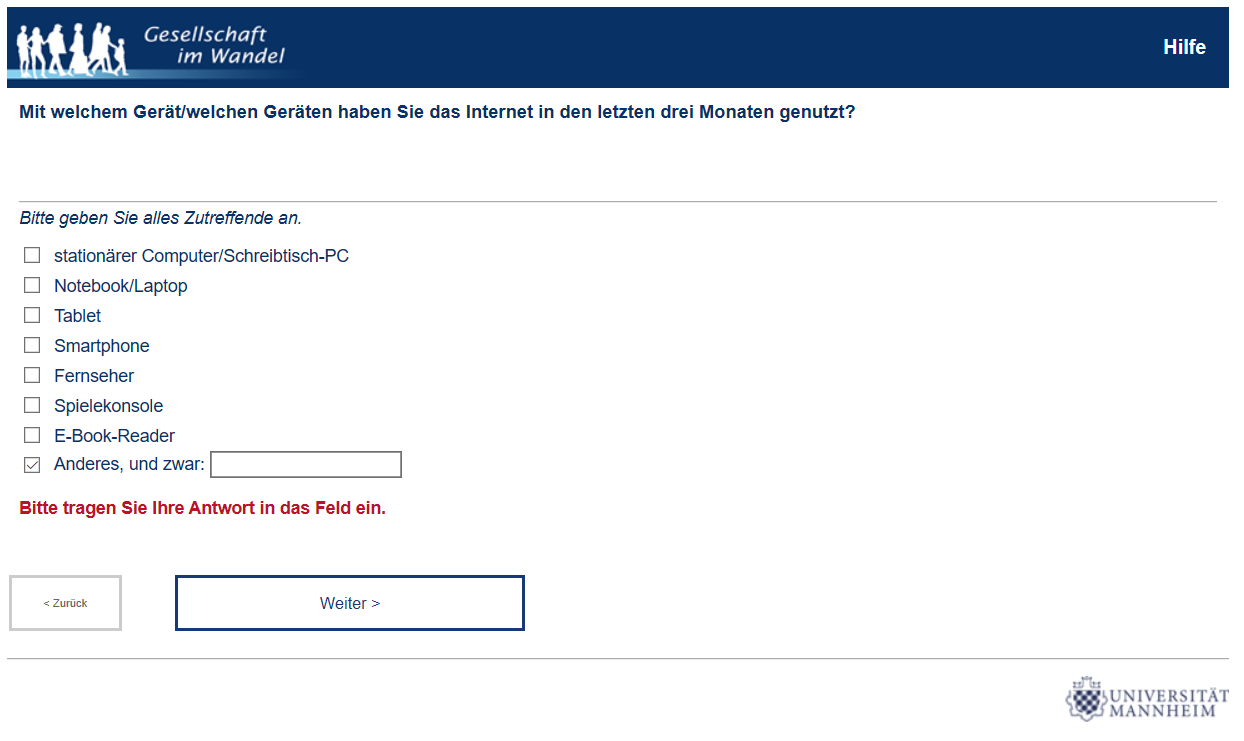 Gesellschaft
im Wandel
Hilfe
Mit welchem Gerät/welchen Geräten haben Sie das Internet in den letzten drei Monaten genutzt?
Bitte geben Sie alles Zutreffende an.
stationärer Computer/Schreibtisch-PC
Notebook/Laptop
Tablet
Smartphone
Fernseher
Spielekonsole
E-Book-Reader
Anderes, und zwar:
Bitte tragen Sie Ihre Antwort in das Feld ein.
< Zurück
Weiter >
UNIVERSITÄT
MANNHEIM